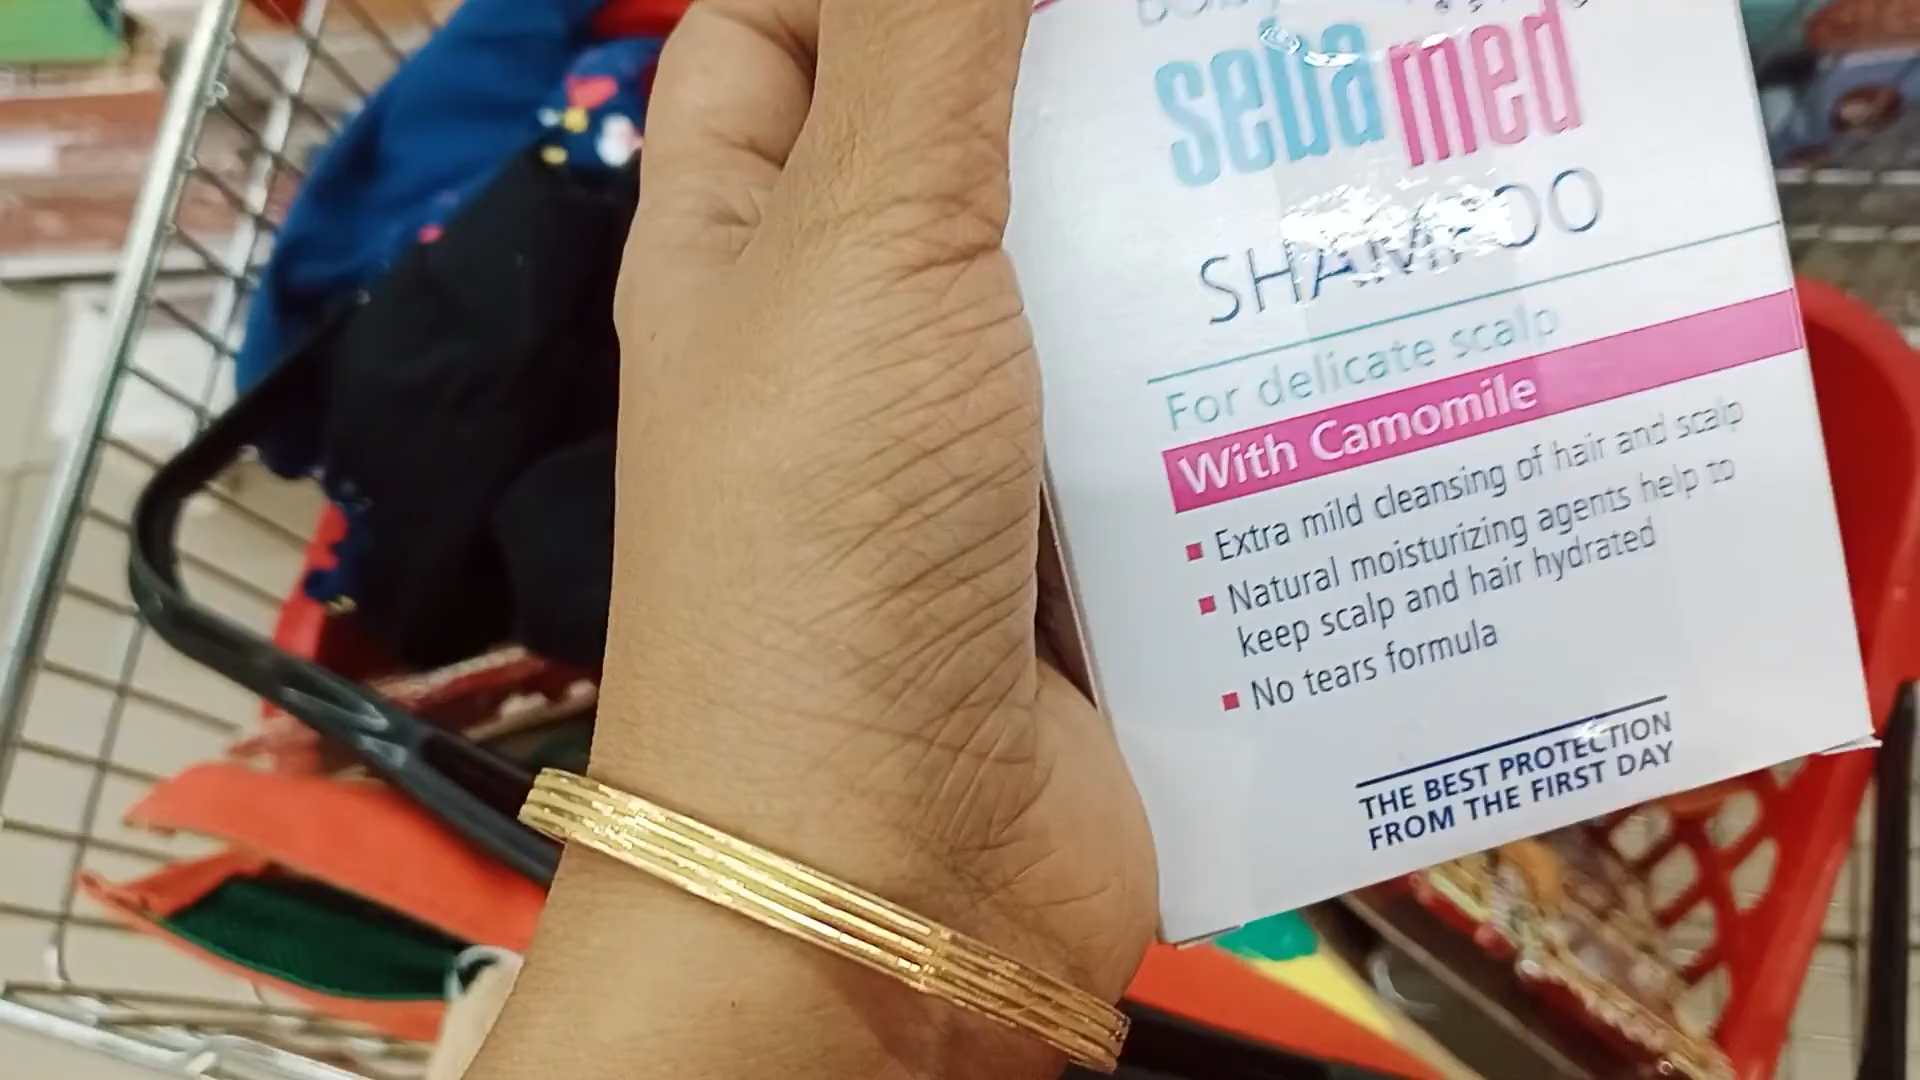 sebamed
SHAMPOO
For delicate scalp
With Camomile
Extra mild cleansing of hair and scalp
Natural moisturizing agents help to
keep scalp and hair hydrated
No tears formula
THE BEST PROTECTION
FROM THE FIRST DAY